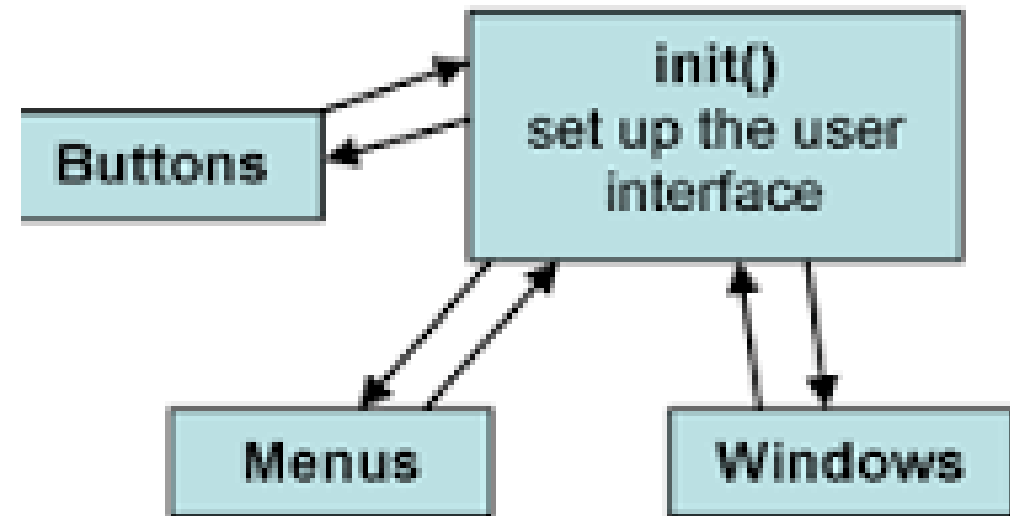 init()
set up the user
interface
Buttons
Menus
Windows